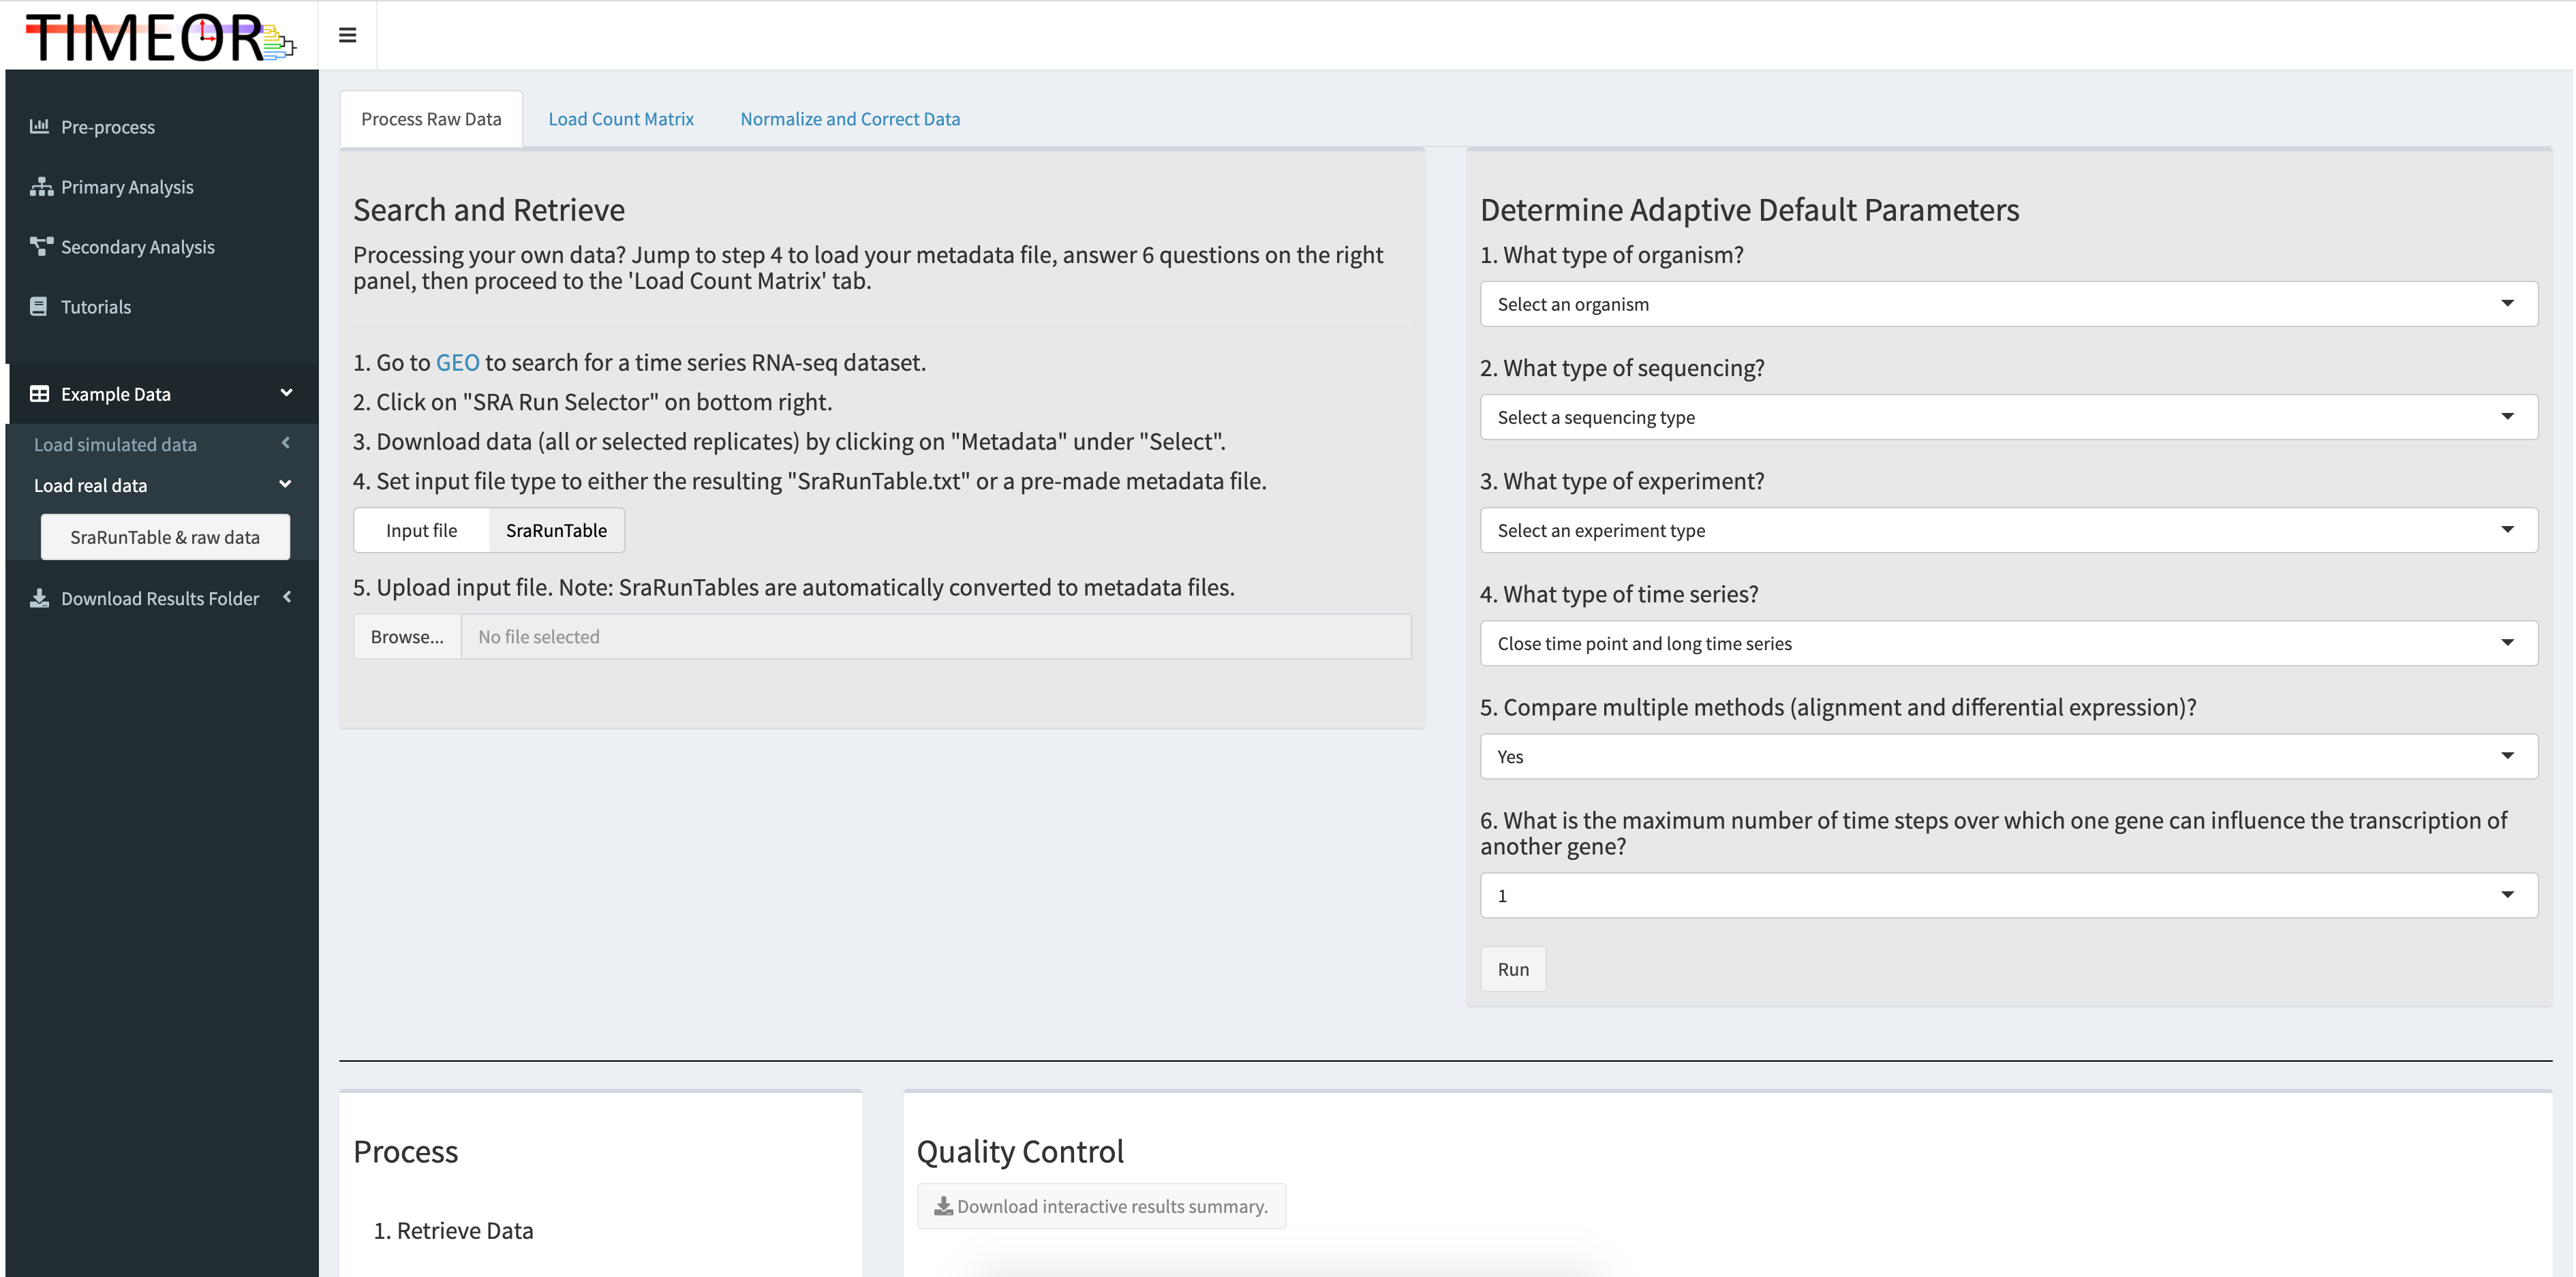 TIMEOR
Pre-process
Primary Analysis
Secondary Analysis
Tutorials
Example Data
Load simulated data
Load real data
SraRunTable & raw data
Download Results Folder
Process Raw Data
Load Count Matrix
Normalize and Correct Data
Search and Retrieve
Processing your own data? Jump to step 4 to load your metadata file, answer 6 questions on the right
panel, then proceed to the 'Load Count Matrix' tab.
1. Go to GEO to search for a time series RNA-seq dataset.
2. Click on "SRA Run Selector" on bottom right.
3. Download data (all or selected replicates) by clicking on "Metadata" under "Select".
4. Set input file type to either the resulting "SraRunTable.txt" or a pre-made metadata file.
Input file
SraRunTable
5. Upload input file. Note: SraRunTables are automatically converted to metadata files.
Browse...
No file selected
Determine Adaptive Default Parameters
1. What type of organism?
Select an organism
2. What type of sequencing?
Select a sequencing type
3. What type of experiment?
Select an experiment type
4. What type of time series?
Close time point and long time series
5. Compare multiple methods (alignment and differential expression)?
Yes
6. What is the maximum number of time steps over which one gene can influence the transcription of
another gene?
1
Run
Process
1. Retrieve Data
Quality Control
Download interactive results summary.